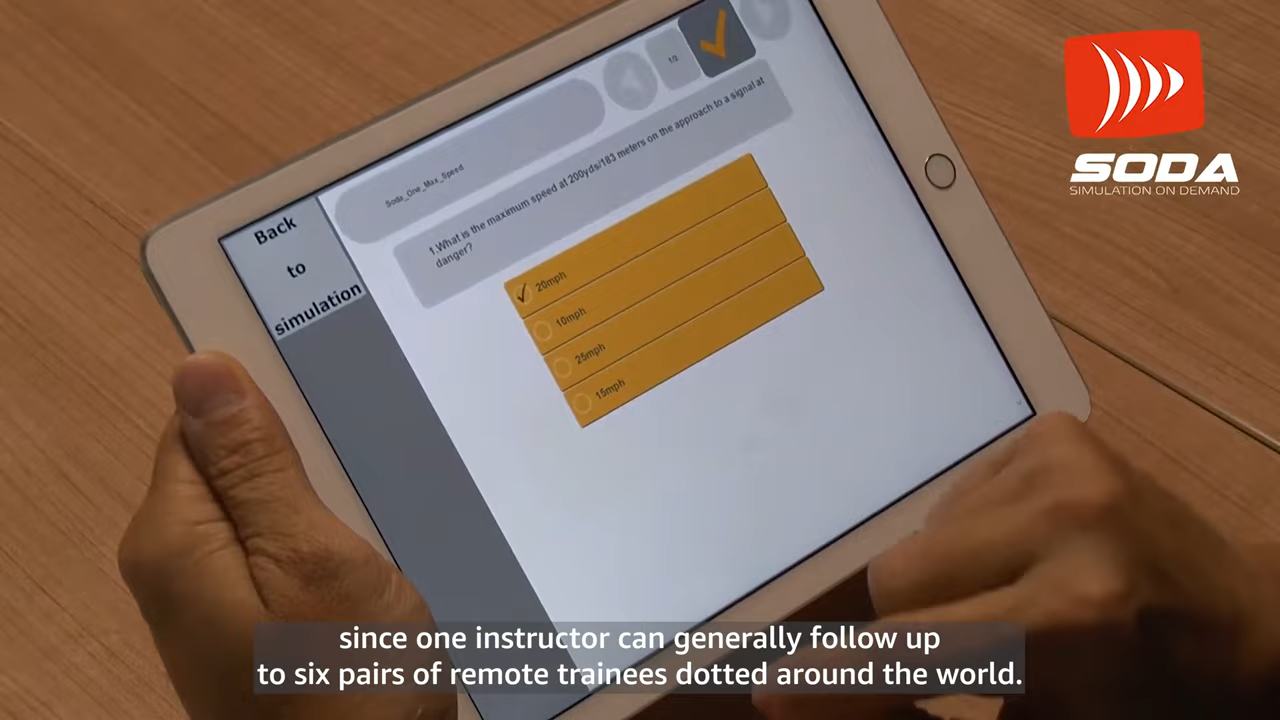 1/3
Soda_One_Max_Speed
1.What is the maximum speed at 200yds/183 meters on the approach to a signal at
danger?
Back
to
simulation
20mph
10mph
25mph
15mph
SODA
SIMULATION ON DEMAND
since one instructor can generally follow up
to six pairs of remote trainees dotted around the world.